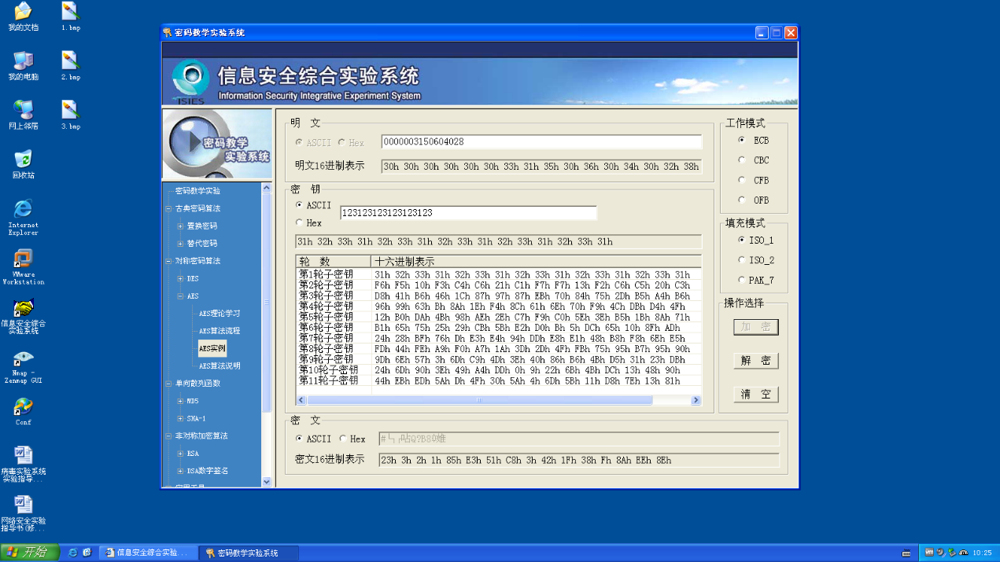 我的文档
1.bmp
我的电脑
2.bmp
网上邻居
3.bmp
回收站
Internet
Explorer
VMware
Workstation
信息安全综合
实验系统
Nmap -
Zenmap GUI
Conf
病毒实验系统
实验指导...
网络安全实验
指导书(修...
密码教学实验系统
信息安全综合实验系统
Information Security Integrative Experiment System
ISIES
密码教学
实验系统
密码教学实验
古典密码算法
置换密码
替代密码
对称密码算法
DES
AES
AES理论学习
AES算法流程
AES实例
AES算法说明
单向散列函数
MD5
SHA-1
非对称加密算法
RSA
DSA数字签名
明 文
ASCII Hex 0000003150604028
明文16进制表示 30h 30h 30h 30h 30h 30h 33h 31h 35h 30h 36h 30h 34h 30h 32h 38h
密 钥
ASCII 1231231231231231​23
Hex
31h 32h 33h 31h 32h 33h 31h 32h 33h 31h 32h 33h 31h 32h 33h 31h
轮 数 十六进制表示
第1轮子密钥 31h 32h 33h 31h 32h 33h 31h 32h 33h 31h 32h 33h 31h 32h 33h 31h
第2轮子密钥 F6h F5h 10h F3h C4h C6h 21h C1h F7h F7h 13h F2h C6h C5h 20h C3h
第3轮子密钥 D8h 41h B6h 46h 1Ch 87h 97h 87h EBh 70h 84h 75h 2Dh B5h A4h B6h
第4轮子密钥 96h 99h 63h Bh 8Ah 1Eh F4h 8Ch 61h 6Eh 70h F9h 4Ch DBh D4h 4Fh
第5轮子密钥 12h B0h DAh 4Bh 98h AEh 2Eh C7h F9h C0h 5Eh 3Eh B5h 1Bh 8Ah 71h
第6轮子密钥 B1h 65h 75h 25h 29h CBh 5Bh E2h D0h Bh 5h DCh 65h 10h 8Fh ADh
第7轮子密钥 24h 28h BFh 76h Dh E3h E4h 94h DDh E8h E1h 48h B8h F8h 6Eh E5h
第8轮子密钥 FDh 44h FEh A9h F0h A7h 1Ah 3Dh 2Dh 4Fh FBh 75h 95h B7h 95h 90h
第9轮子密钥 9Dh 6Eh 57h 3h 6Dh C9h 4Dh 3Eh 40h 86h B6h 4Bh D5h 31h 23h DBh
第10轮子密钥 24h 6Dh 90h 3Eh 49h A4h DDh 0h 9h 22h 6Bh 4Bh DCh 13h 48h 90h
第11轮子密钥 44h EBh EDh 5Ah Dh 4Fh 30h 5Ah 4h 6Dh 5Bh 11h D8h 7Eh 13h 81h
密 文
ASCII Hex
密文16进制表示 23h 3h 2h 1h 85h E3h 51h C8h 3h 42h 1Fh 38h Fh 8Ah EEh 8Eh
工作模式
ECB
CBC
CFB
OFB
填充模式
ISO_1
ISO_2
PAK_7
操作选择
加 密
解 密
清 空
开始
信息安全综合实验...
密码教学实验系统
10:25